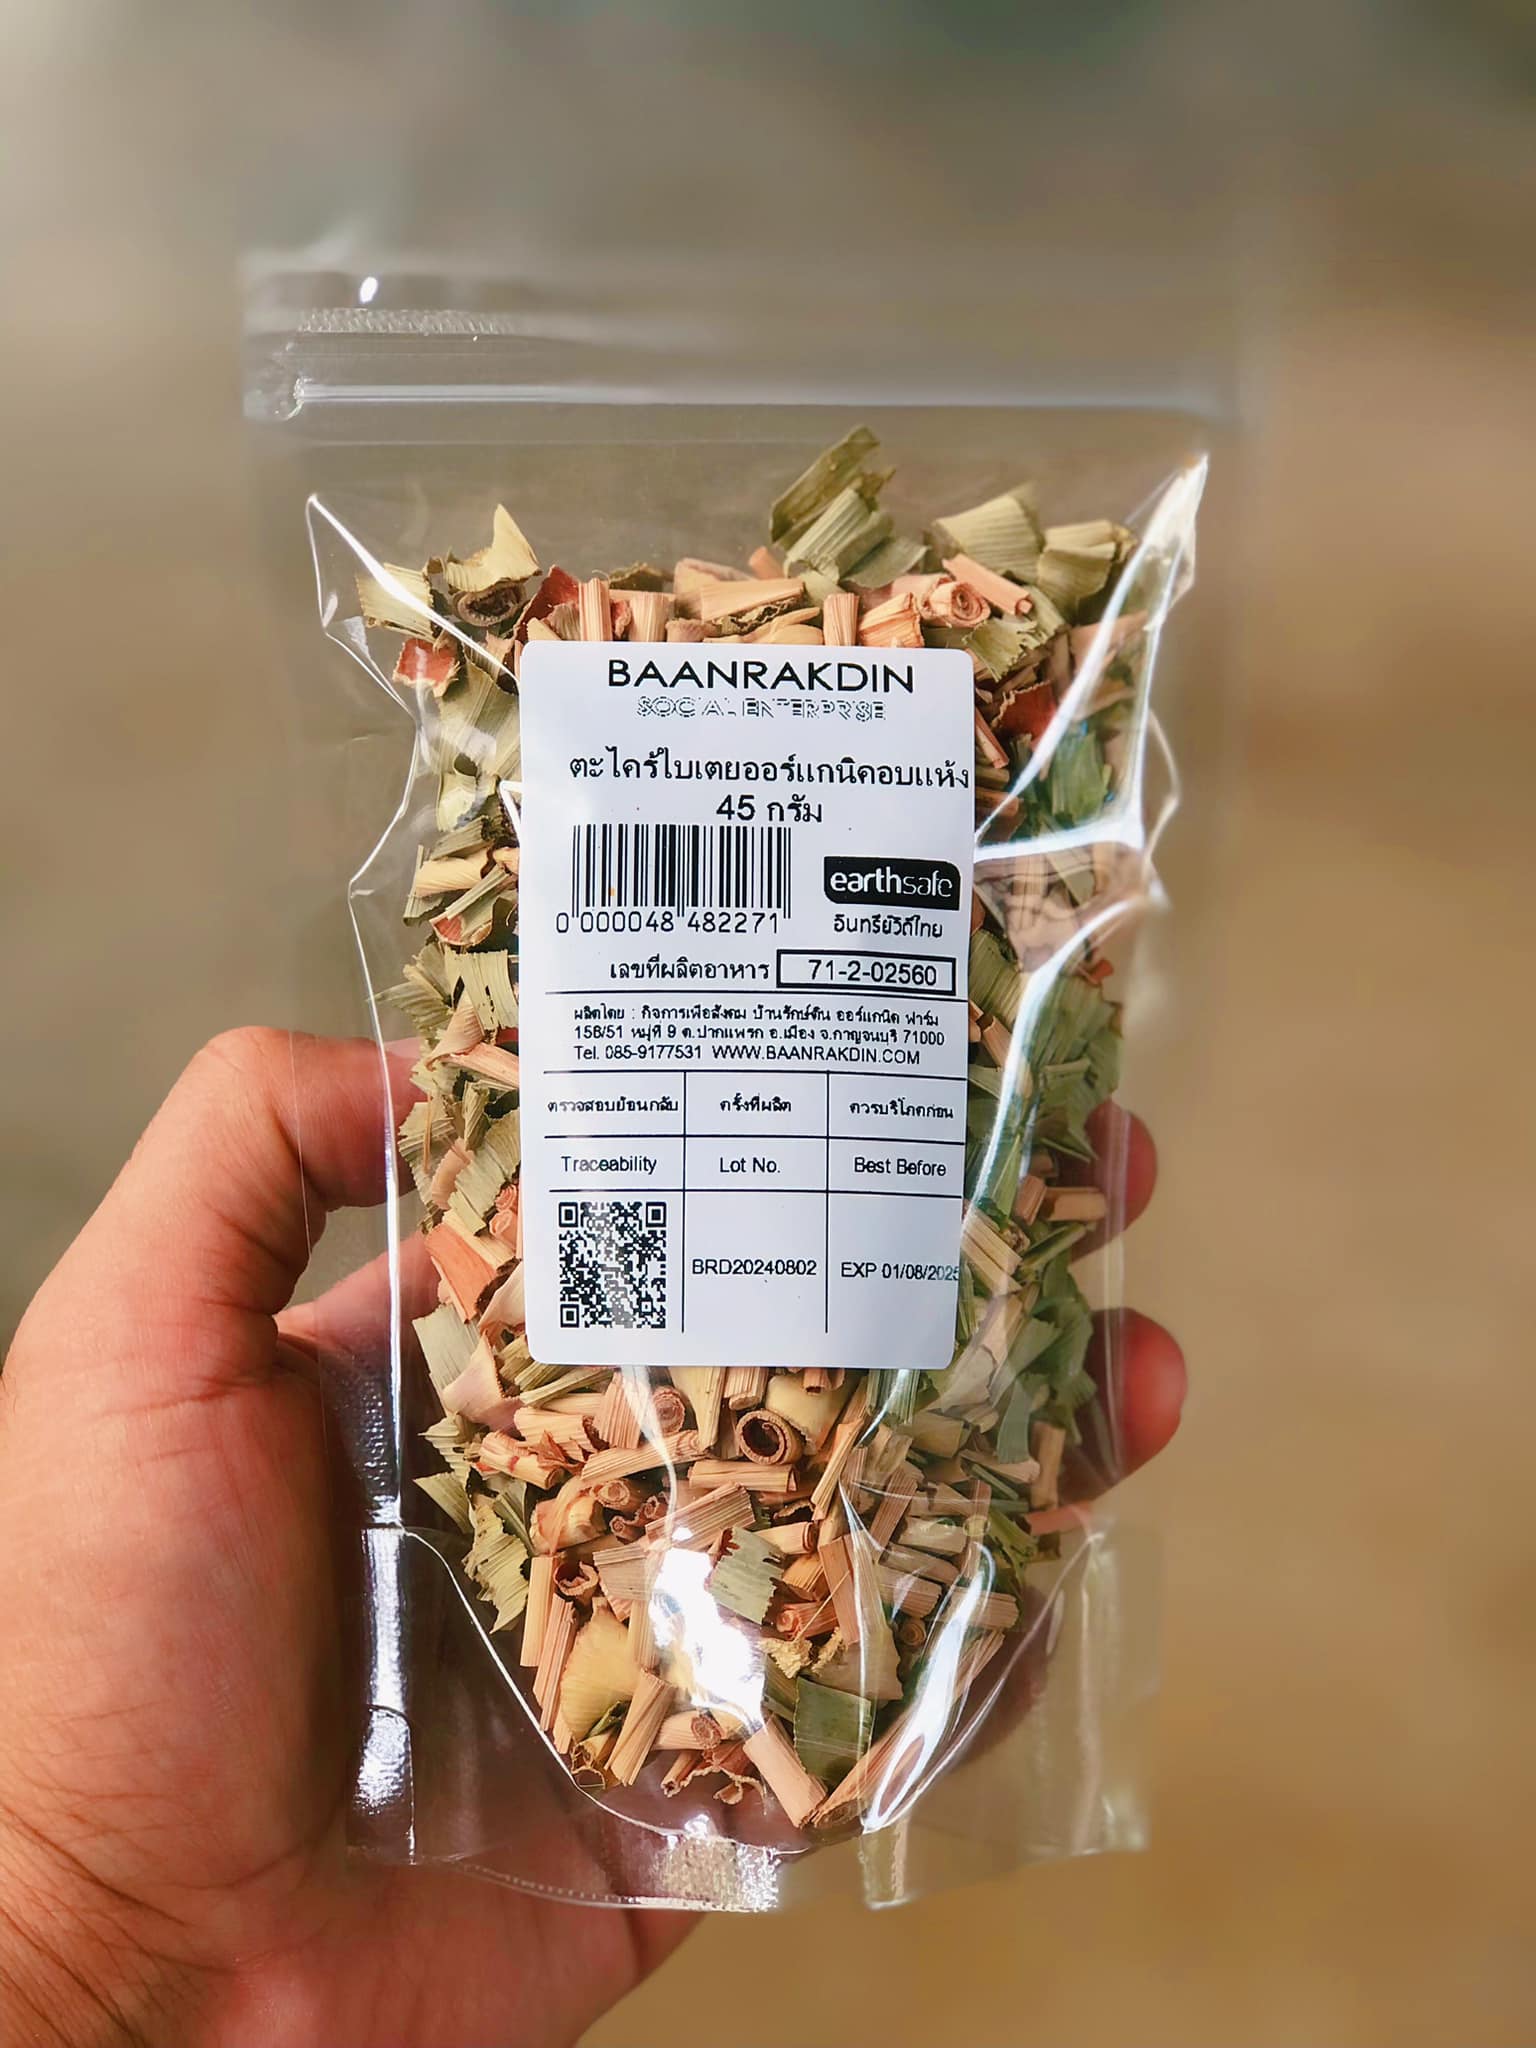 BAANRAKDIN
SOCIAL ENTERPRISE
ตะไคร้ใบเตยออร์แกนิคอบแห้ง
45 กรัม
0 000048 482271
earthsafe
อินทรีย์วิถีไทย
เลขที่ผลิตอาหาร 71-2-02560
ผลิตโดย : กิจการเพื่อสังคม บ้านรักษ์ดิน ออร์แกนิค ฟาร์ม
158/51 หมู่ที่ 9 ต.ปากแพรก อ.เมือง จ.กาญจนบุรี 71000
Tel. 085-9177531 WWW.BAANRAKDIN.COM
ตรวจสอบย้อนกลับ ครั้งที่ผลิต ควรบริโภคก่อน
Traceability Lot No. Best Before
BRD20240802 EXP 01/08/2025